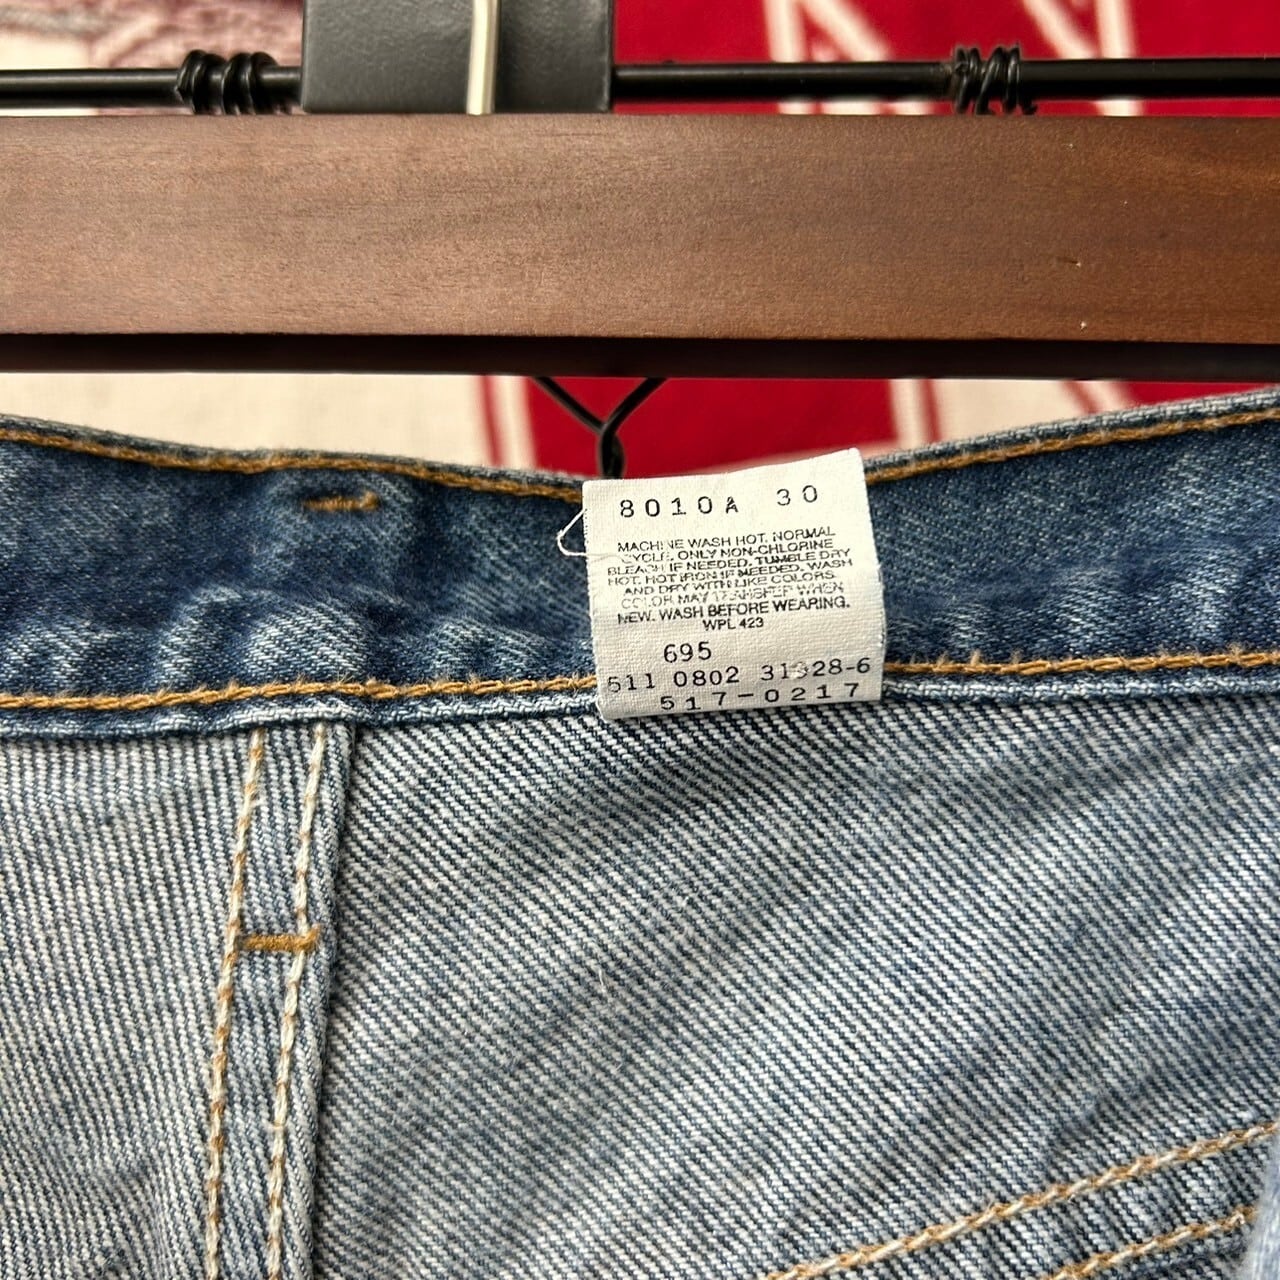 8010A 30
MACHINE WASH HOT, NORMAL
CYCLE. ONLY NON-CHLORINE
BLEACH IF NEEDED. TUMBLE DRY
HOT. HOT IRON IF NEEDED. WASH
AND DRY WITH LIKE COLORS.
COLOR MAY TRANSFER WHEN
NEW. WASH BEFORE WEARING.
WPL 423
695
511 0802 31928-6
517-0217